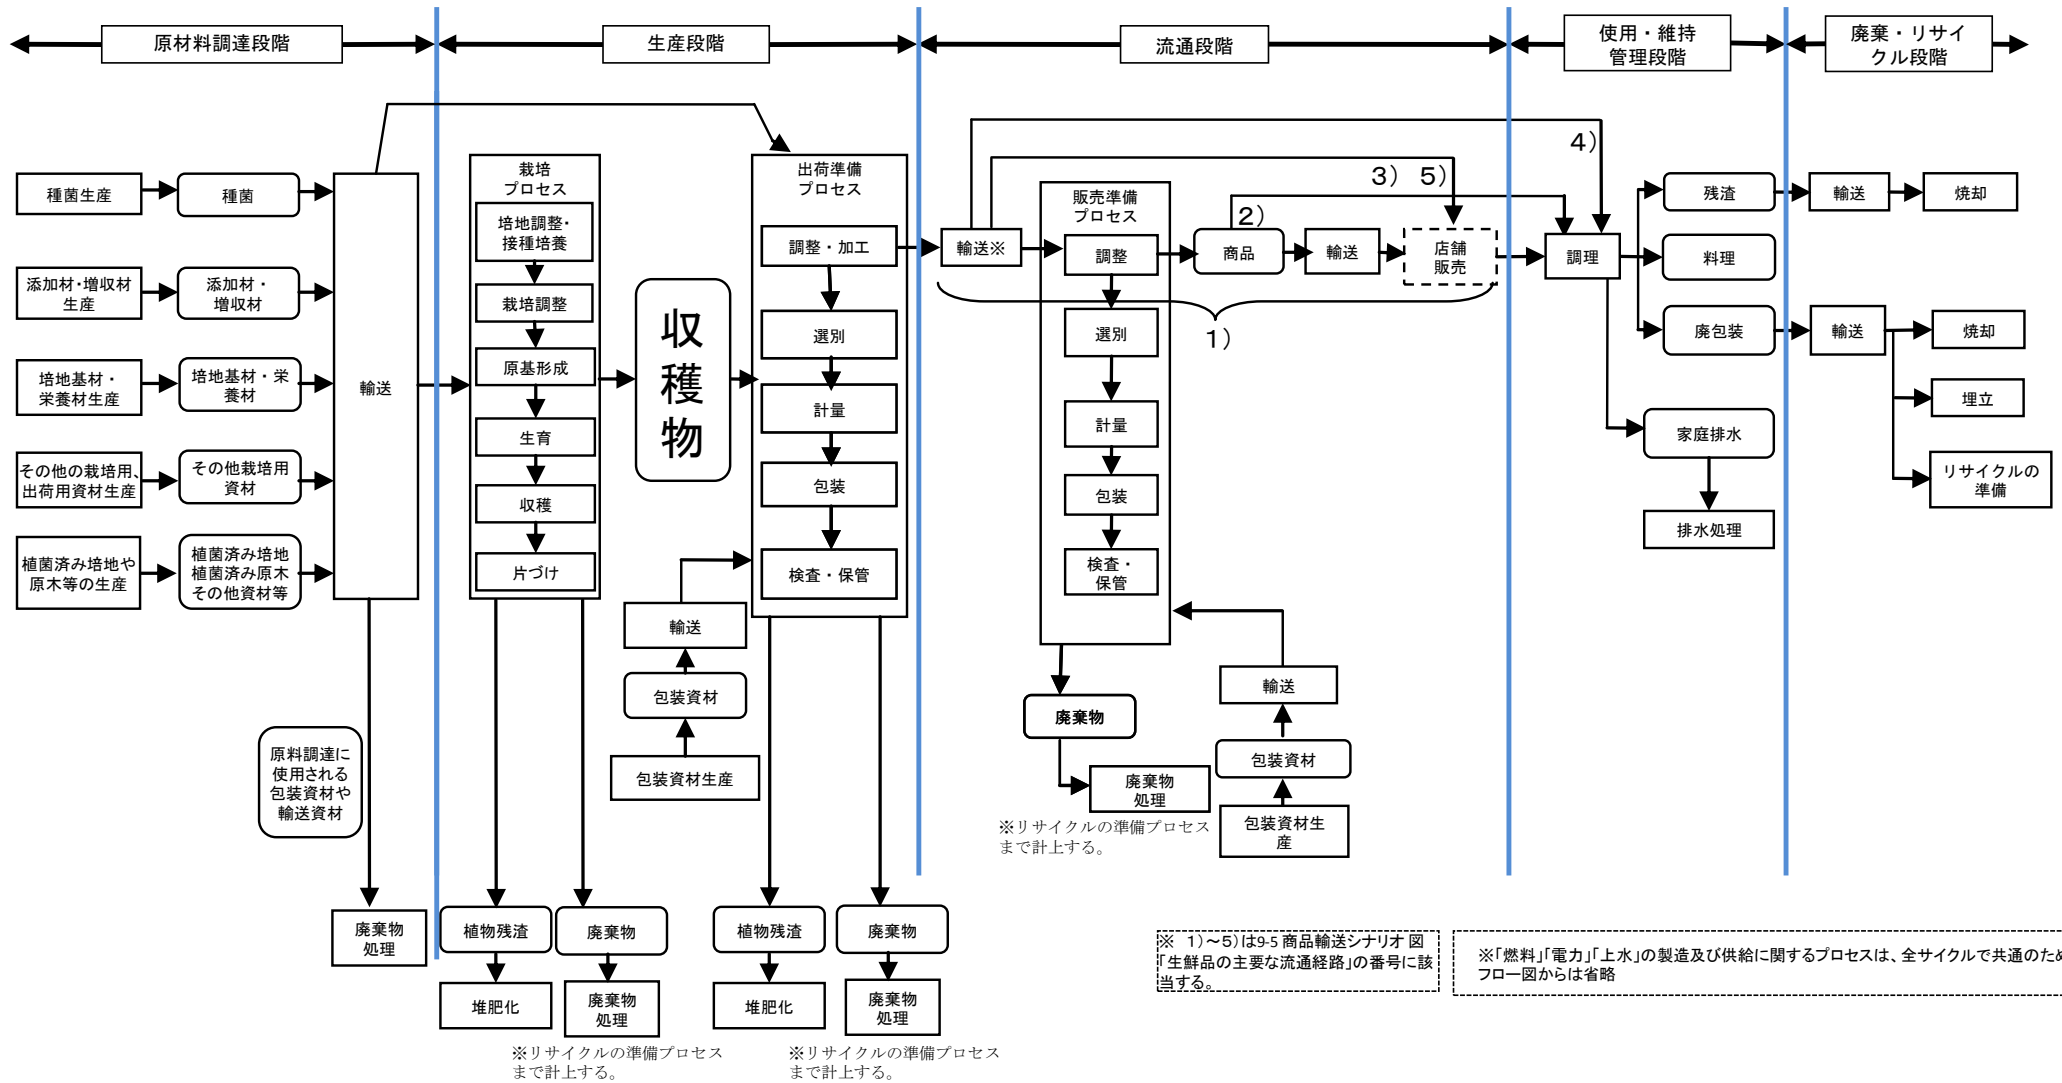 原材料調達段階
生産段階
流通段階
使用・維持
管理段階
廃棄・リサイ
クル段階
種菌生産
種菌
添加材・増収材
生産
添加材・
増収材
培地基材・
栄養材生産
培地基材・栄
養材
その他の栽培用、
出荷用資材生産
その他栽培用
資材
植菌済み培地や
原木等の生産
植菌済み培地
植菌済み原木
その他資材等
輸送
原料調達に
使用される
包装資材や
輸送資材
廃棄物
処理
栽培
プロセス
培地調整・
接種培養
栽培調整
原基形成
生育
収穫
片づけ
植物残渣
堆肥化
廃棄物
廃棄物
処理
※リサイクルの準備プロセス
まで計上する。
収
穫
物
輸送
包装資材
包装資材生産
出荷準備
プロセス
調整・加工
選別
計量
包装
検査・保管
植物残渣
堆肥化
廃棄物
廃棄物
処理
※リサイクルの準備プロセス
まで計上する。
輸送※
販売準備
プロセス
調整
選別
計量
包装
検査・
保管
廃棄物
廃棄物
処理
※リサイクルの準備プロセス
まで計上する。
輸送
包装資材
包装資材生
産
2）
商品
輸送
3） 5）
店舗
販売
1）
4）
調理
残渣
輸送
焼却
料理
廃包装
輸送
焼却
埋立
リサイクルの
準備
家庭排水
排水処理
※ 1）～5）は9-5 商品輸送シナリオ 図
「生鮮品の主要な流通経路」の番号に該
当する。
※「燃料」「電力」「上水」の製造及び供給に関するプロセスは、全サイクルで共通のため
フロー図からは省略